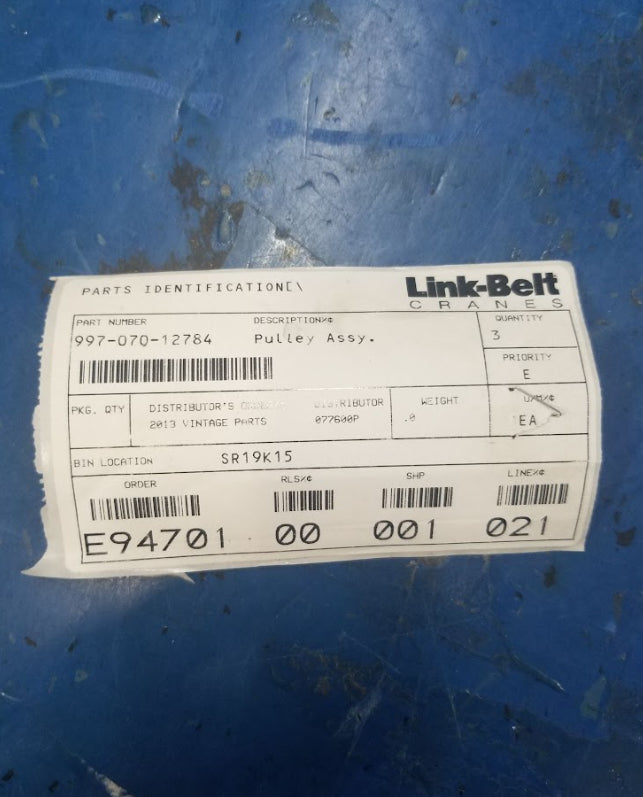 PARTS IDENTIFICATION[\
Link-Belt
CRANES
PART NUMBER
997-070-12784
DESCRIPTION%¢
Pulley Assy.
QUANTITY
3
PRIORITY
E
PKG. QTY
DISTRIBUTOR'S
2013 VINTAGE PARTS
DISTRIBUTOR
077600P
WEIGHT
.0
U/M%¢
EA
BIN LOCATION SR19K15
ORDER RLS%¢ SHP LINE%¢
E94701 00 001 021